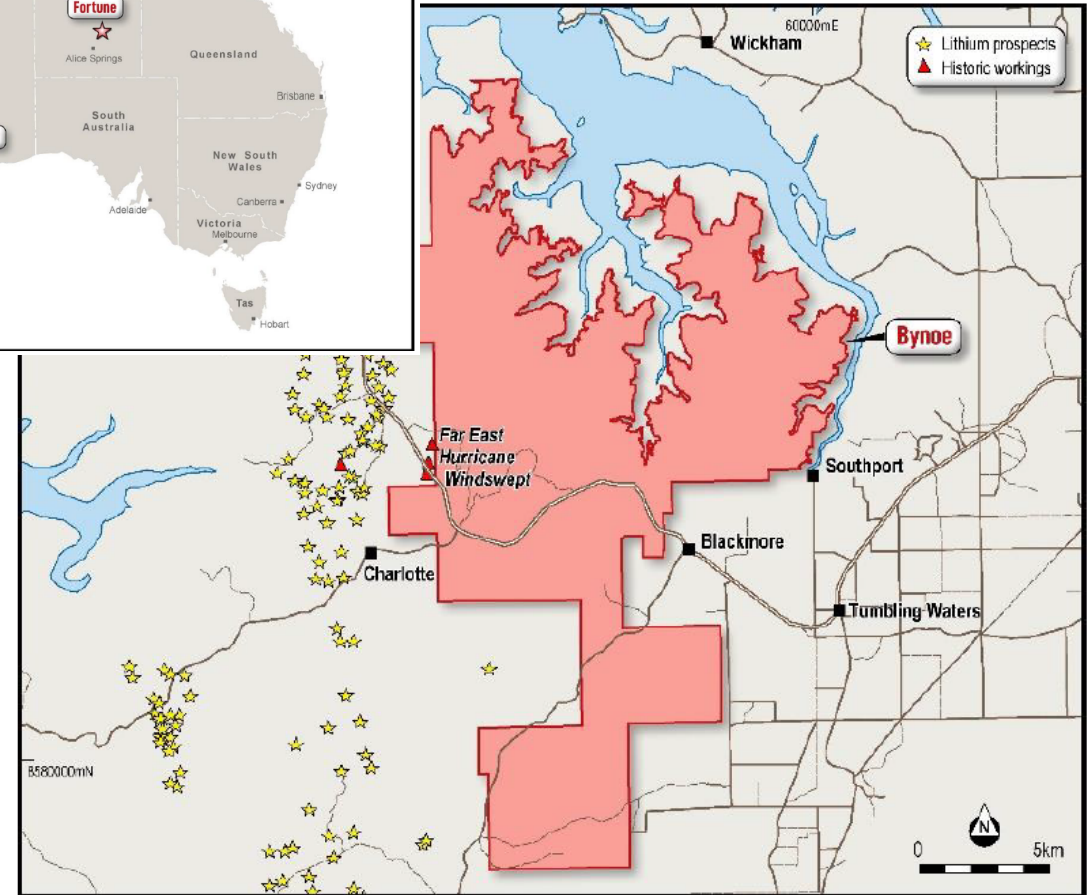 Fortune
Alice Springs
Queensland
Brisbane
South
Australia
New South
Wales
Sydney
Canberra
Adelaide
Victoria
Melbourne
Tas
Hobart
60000mE
Wickham
Lithium prospects
Historic workings
Bynoe
Far East
Hurricane
Windswept
Southport
Blackmore
Charlotte
Tumbling Waters
8580000mN
N
0 5km